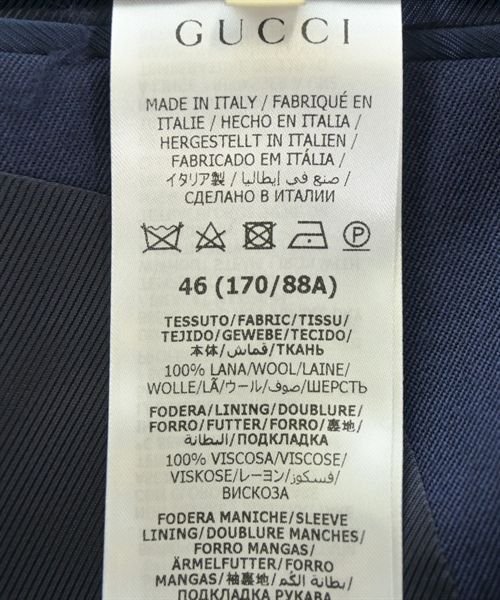 GUCCI
MADE IN ITALY / FABRIQUÉ EN
ITALIE / HECHO EN ITALIA /
HERGESTELLT IN ITALIEN /
FABRICADO EM ITÁLIA /
イタリア製 / صنع في إيطاليا /
СДЕЛАНО В ИТАЛИИ
P
46 (170/88A)
TESSUTO/FABRIC/TISSU/
TEJIDO/GEWEBE/TECIDO/
本体/قماش/ТКАНЬ
100% LANA/WOOL/LAINE/
WOLLE/LÃ/ウール/صوف/ШЕРСТЬ
FODERA/LINING/DOUBLURE/
FORRO/FUTTER/FORRO/裏地/
البطانة/ПОДКЛАДКА
100% VISCOSA/VISCOSE/
VISKOSE/レーヨン/فسكوز/
ВИСКОЗА
FODERA MANICHE/SLEEVE
LINING/DOUBLURE MANCHES/
FORRO MANGAS/
ÄRMELFUTTER/FORRO
MANGAS/袖裏地/بطانة الكم/
ПОДКЛАДКА